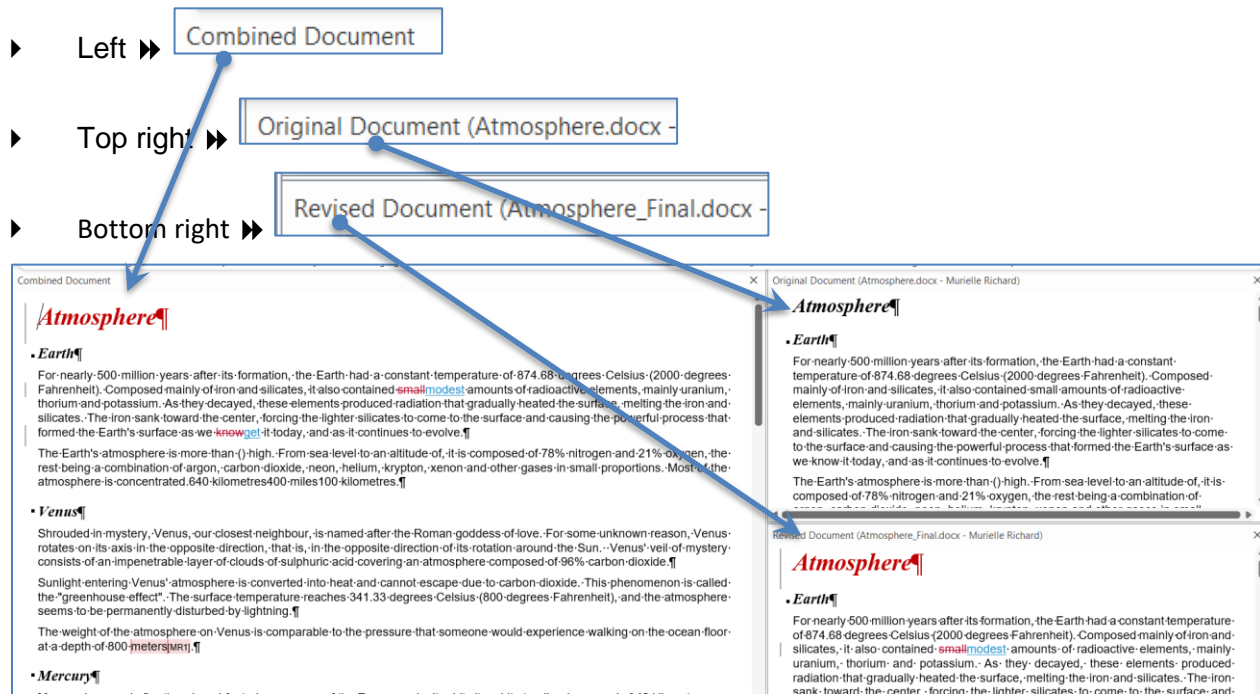 Left
Combined Document
Top right
Original Document (Atmosphere.docx -
Bottom right
Revised Document (Atmosphere_Final.docx -
Combined Document
Atmosphere¶
Earth¶
For·nearly·500·million·years·after·its·formation,·the·Earth·had·a·constant·temperature·of·874.68·degrees·Celsius·(2000·degrees·
Fahrenheit).·Composed·mainly·of·iron·and·silicates,·it·also·contained·smallmodest·amounts·of·radioactive·elements,·mainly·uranium,·
thorium·and·potassium.·As·they·decayed,·these·elements·produced·radiation·that·gradually·heated·the·surface,·melting·the·iron·and·
silicates.·The·iron·sank·toward·the·center,·forcing·the·lighter·silicates·to·come·to·the·surface·and·causing·the·powerful·process·that·
formed·the·Earth's·surface·as·we·knowget·it·today,·and·as·it·continues·to·evolve.¶
The·Earth's·atmosphere·is·more·than·()·high.·From·sea·level·to·an·altitude·of,·it·is·composed·of·78%·nitrogen·and·21%·oxygen,·the·
rest·being·a·combination·of·argon,·carbon·dioxide,·neon,·helium,·krypton,·xenon·and·other·gases·in·small·proportions.·Most·of·the·
atmosphere·is·concentrated.640·kilometres400·miles100·kilometres.¶
Venus¶
Shrouded·in·mystery,·Venus,·our·closest·neighbour,·is·named·after·the·Roman·goddess·of·love.·For·some·unknown·reason,·Venus·
rotates·on·its·axis·in·the·opposite·direction,·that·is,·in·the·opposite·direction·of·its·rotation·around·the·Sun.··Venus'·veil·of·mystery·
consists·of·an·impenetrable·layer·of·clouds·of·sulphuric·acid·covering·an·atmosphere·composed·of·96%·carbon·dioxide.¶
Sunlight·entering·Venus'·atmosphere·is·converted·into·heat·and·cannot·escape·due·to·carbon·dioxide.·This·phenomenon·is·called·
the·"greenhouse·effect".·The·surface·temperature·reaches·341.33·degrees·Celsius·(800·degrees·Fahrenheit),·and·the·atmosphere·
seems·to·be·permanently·disturbed·by·lightning.¶
The·weight·of·the·atmosphere·on·Venus·is·comparable·to·the·pressure·that·someone·would·experience·walking·on·the·ocean·floor·
at·a·depth·of·800·meters[MR1].¶
Mercury¶
Original Document (Atmosphere.docx - Murielle Richard)
Atmosphere¶
Earth¶
For·nearly·500·million·years·after·its·formation,·the·Earth·had·a·constant·
temperature·of·874.68·degrees·Celsius·(2000·degrees·Fahrenheit).·Composed·
mainly·of·iron·and·silicates,·it·also·contained·small·amounts·of·radioactive·
elements,·mainly·uranium,·thorium·and·potassium.·As·they·decayed,·these·
elements·produced·radiation·that·gradually·heated·the·surface,·melting·the·iron·
and·silicates.·The·iron·sank·toward·the·center,·forcing·the·lighter·silicates·to·come·
to·the·surface·and·causing·the·powerful·process·that·formed·the·Earth's·surface·as·
we·know·it·today,·and·as·it·continues·to·evolve.¶
The·Earth's·atmosphere·is·more·than·()·high.·From·sea·level·to·an·altitude·of,·it·is·
composed·of·78%·nitrogen·and·21%·oxygen,·the·rest·being·a·combination·of·
Revised Document (Atmosphere_Final.docx - Murielle Richard)
Atmosphere¶
Earth¶
For·nearly·500·million·years·after·its·formation,·the·Earth·had·a·constant·temperature·
of·874.68·degrees·Celsius·(2000·degrees·Fahrenheit).·Composed·mainly·of·iron·and·
silicates,·it·also·contained·smallmodest·amounts·of·radioactive·elements,·mainly·
uranium,·thorium·and·potassium.·As·they·decayed,·these·elements·produced·
radiation·that·gradually·heated·the·surface,·melting·the·iron·and·silicates.·The·iron·
sank·toward·the·center,·forcing·the·lighter·silicates·to·come·to·the·surface·and·